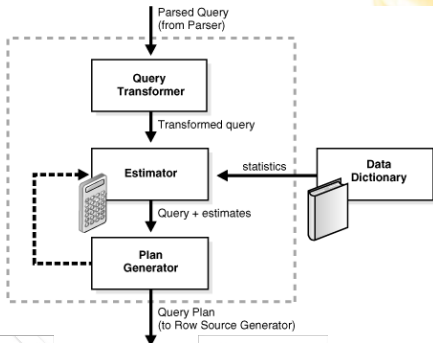 Parsed Query
(from Parser)
Query
Transformer
Transformed query
Estimator
statistics
Data
Dictionary
Query + estimates
Plan
Generator
Query Plan
(to Row Source Generator)